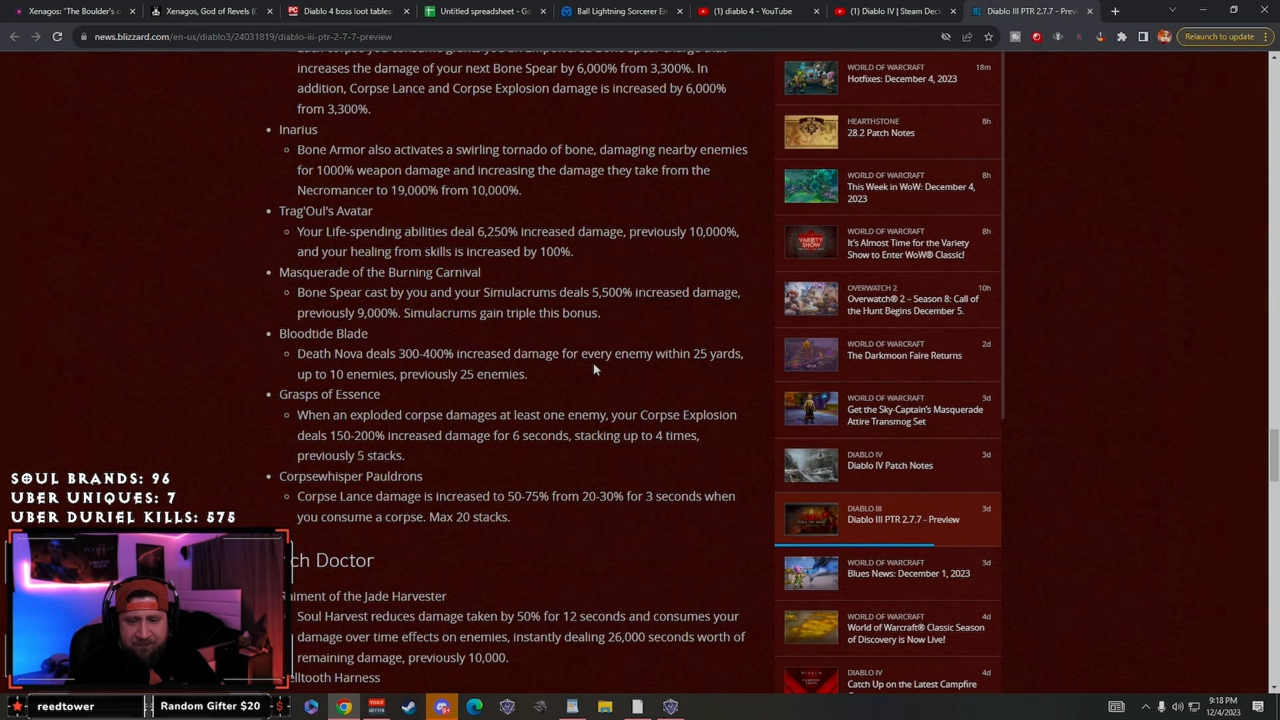 Xenagos "The Boulder's
Xenagos, God of Revels (C
Diablo 4 boss loot tables:
Untitled spreadsheet - Go
Ball Lightning Sorcerer En
(1) diablo 4 - YouTube
(1) Diablo IV | Steam Deck
Diablo III PTR 2.7.7 - Prev
news.blizzard.com/en-us/diablo3/24031819/diablo-iii-ptr-2-7-7-preview
Relaunch to update
increases the damage of your next Bone Spear by 6,000% from 3,300%. In
addition, Corpse Lance and Corpse Explosion damage is increased by 6,000%
from 3,300%.
Inarius
Bone Armor also activates a swirling tornado of bone, damaging nearby enemies
for 1000% weapon damage and increasing the damage they take from the
Necromancer to 19,000% from 10,000%.
Trag'Oul's Avatar
Your Life-spending abilities deal 6,250% increased damage, previously 10,000%,
and your healing from skills is increased by 100%.
Masquerade of the Burning Carnival
Bone Spear cast by you and your Simulacrums deals 5,500% increased damage,
previously 9,000%. Simulacrums gain triple this bonus.
Bloodtide Blade
Death Nova deals 300-400% increased damage for every enemy within 25 yards,
up to 10 enemies, previously 25 enemies.
Grasps of Essence
When an exploded corpse damages at least one enemy, your Corpse Explosion
deals 150-200% increased damage for 6 seconds, stacking up to 4 times,
previously 5 stacks.
Corpsewhisper Pauldrons
Corpse Lance damage is increased to 50-75% from 20-30% for 3 seconds when
you consume a corpse. Max 20 stacks.
ch Doctor
iment of the Jade Harvester
Soul Harvest reduces damage taken by 50% for 12 seconds and consumes your
damage over time effects on enemies, instantly dealing 26,000 seconds worth of
remaining damage, previously 10,000.
lltooth Harness
WORLD OF WARCRAFT 18m
Hotfixes: December 4, 2023
HEARTHSTONE 8h
28.2 Patch Notes
WORLD OF WARCRAFT 8h
This Week in WoW: December 4,
2023
WORLD OF WARCRAFT 8h
It's Almost Time for the Variety
Show to Enter WoW® Classic!
VARIETY
SHOW
OVERWATCH 2 10h
Overwatch® 2 – Season 8: Call of
the Hunt Begins December 5.
WORLD OF WARCRAFT 2d
The Darkmoon Faire Returns
WORLD OF WARCRAFT 3d
Get the Sky-Captain's Masquerade
Attire Transmog Set
DIABLO IV 3d
Diablo IV Patch Notes
DIABLO III 3d
Diablo III PTR 2.7.7 - Preview
WORLD OF WARCRAFT 3d
Blues News: December 1, 2023
WORLD OF WARCRAFT 4d
World of Warcraft® Classic Season
of Discovery is Now Live!
DIABLO IV 4d
Catch Up on the Latest Campfire
SOUL BRANDS: 96
UBER UNIQUES: 7
UBER DURIEL KILLS: 575
reedtower
Random Gifter $20
9:18 PM
12/4/2023